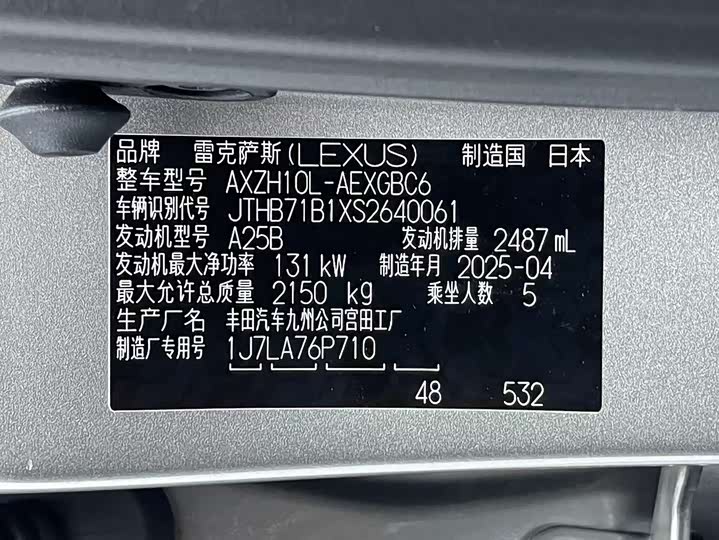 品牌 雷克萨斯(LEXUS) 制造国 日本
整车型号 AXZH10L-AEXGBC6
车辆识别代号 JTHB71B1XS2640061
发动机型号 A25B 发动机排量 2487 mL
发动机最大净功率 131 kW 制造年月 2025-04
最大允许总质量 2150 kg 乘坐人数 5
生产厂名 丰田汽车九州公司宫田工厂
制造厂专用号 1J7LA76P710
48 532